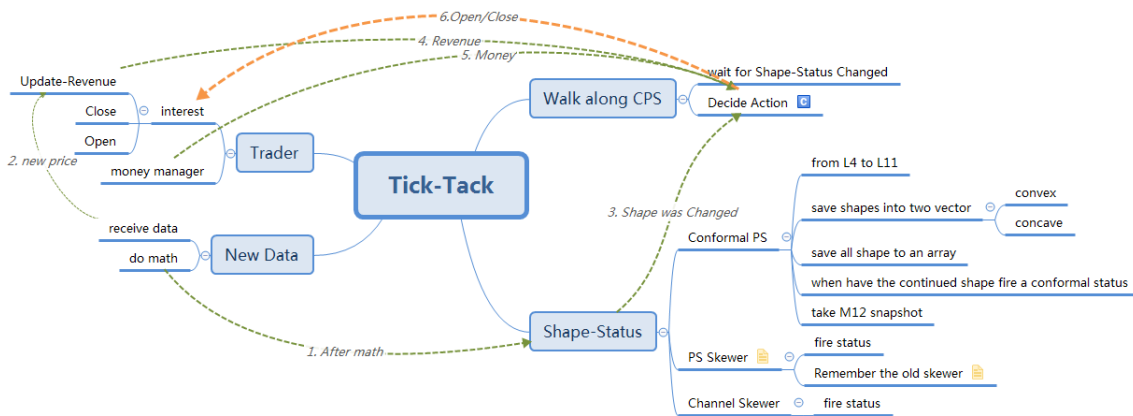 6.Open/Close
4. Revenue
5. Money
Update-Revenue
Close
interest
Open
2. new price
money manager
Trader
receive data
do math
New Data
Tick-Tack
Walk along CPS
wait for Shape-Status Changed
Decide Action C
3. Shape was Changed
1. After math
Shape-Status
Conformal PS
from L4 to L11
save shapes into two vector
convex
concave
save all shape to an array
when have the continued shape fire a conformal status
take M12 snapshot
PS Skewer
fire status
Remember the old skewer
Channel Skewer
fire status